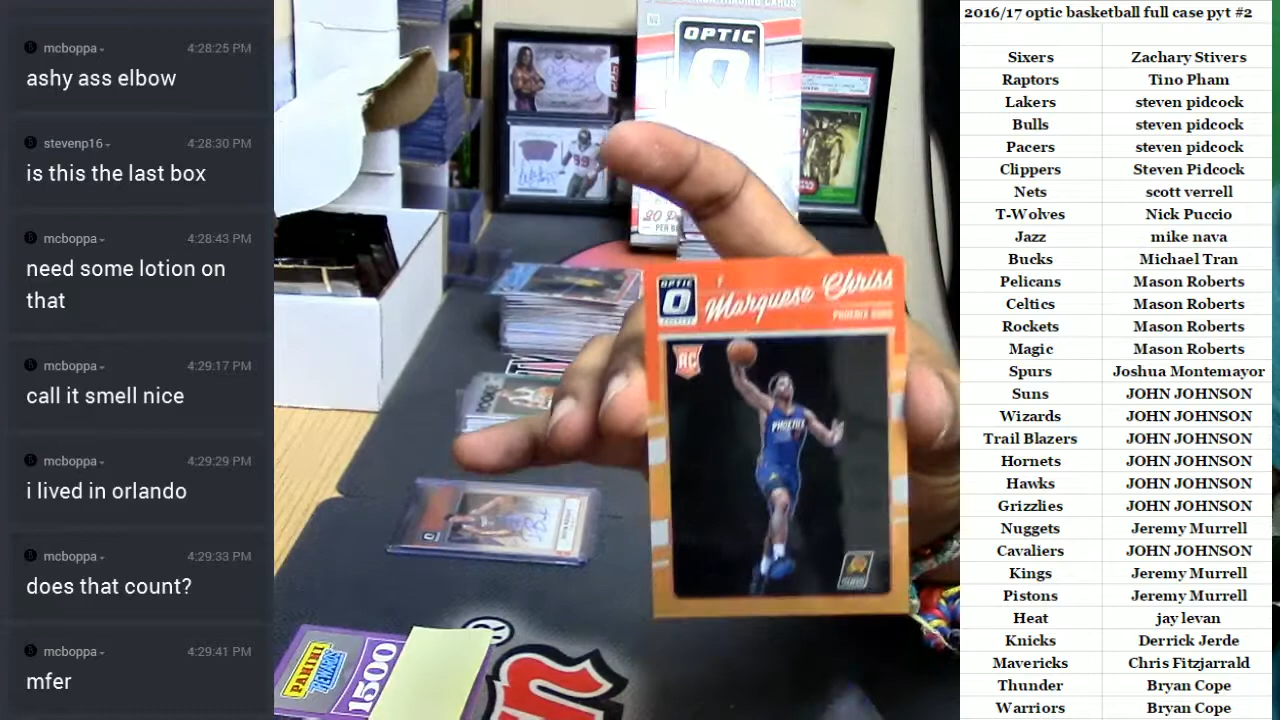 mcboppa 4:28:25 PM
ashy ass elbow
stevenp16 4:28:30 PM
is this the last box
mcboppa 4:28:43 PM
need some lotion on
that
mcboppa 4:29:17 PM
call it smell nice
mcboppa 4:29:29 PM
i lived in orlando
mcboppa 4:29:33 PM
does that count?
mcboppa 4:29:41 PM
mfer
OPTIC
99
20
PER
OPTIC
F
Marquese Chriss
PHOENIX SUNS
RC
PHOENIX
SUNS
PANINI
REWARDS
1500
2016/17 optic basketball full case pyt #2
Sixers Zachary Stivers
Raptors Tino Pham
Lakers steven pidcock
Bulls steven pidcock
Pacers steven pidcock
Clippers Steven Pidcock
Nets scott verrell
T-Wolves Nick Puccio
Jazz mike nava
Bucks Michael Tran
Pelicans Mason Roberts
Celtics Mason Roberts
Rockets Mason Roberts
Magic Mason Roberts
Spurs Joshua Montemayor
Suns JOHN JOHNSON
Wizards JOHN JOHNSON
Trail Blazers JOHN JOHNSON
Hornets JOHN JOHNSON
Hawks JOHN JOHNSON
Grizzlies JOHN JOHNSON
Nuggets Jeremy Murrell
Cavaliers JOHN JOHNSON
Kings Jeremy Murrell
Pistons Jeremy Murrell
Heat jay levan
Knicks Derrick Jerde
Mavericks Chris Fitzjarrald
Thunder Bryan Cope
Warriors Bryan Cope